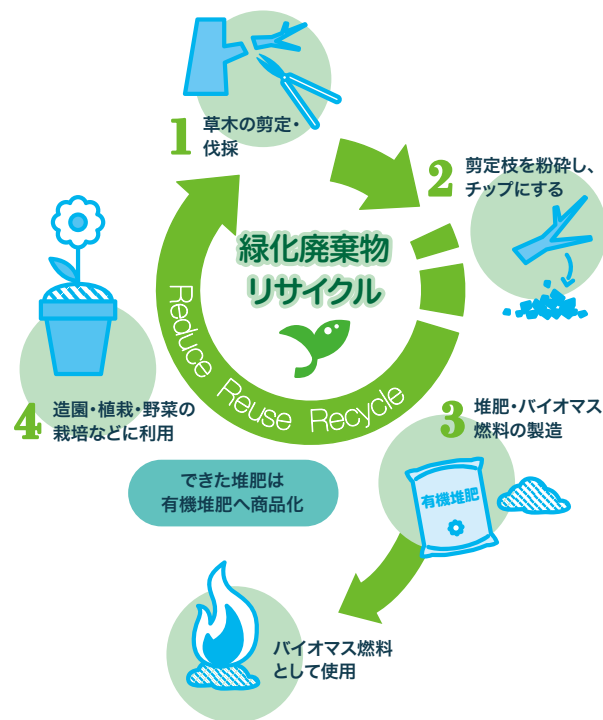 1 草木の剪定・
伐採
2 剪定枝を粉砕し、
チップにする
緑化廃棄物
リサイクル
Reduce Reuse Recycle
3 堆肥・バイオマス
燃料の製造
有機堆肥
4 造園・植栽・野菜の
栽培などに利用
できた堆肥は
有機堆肥へ商品化
バイオマス燃料
として使用